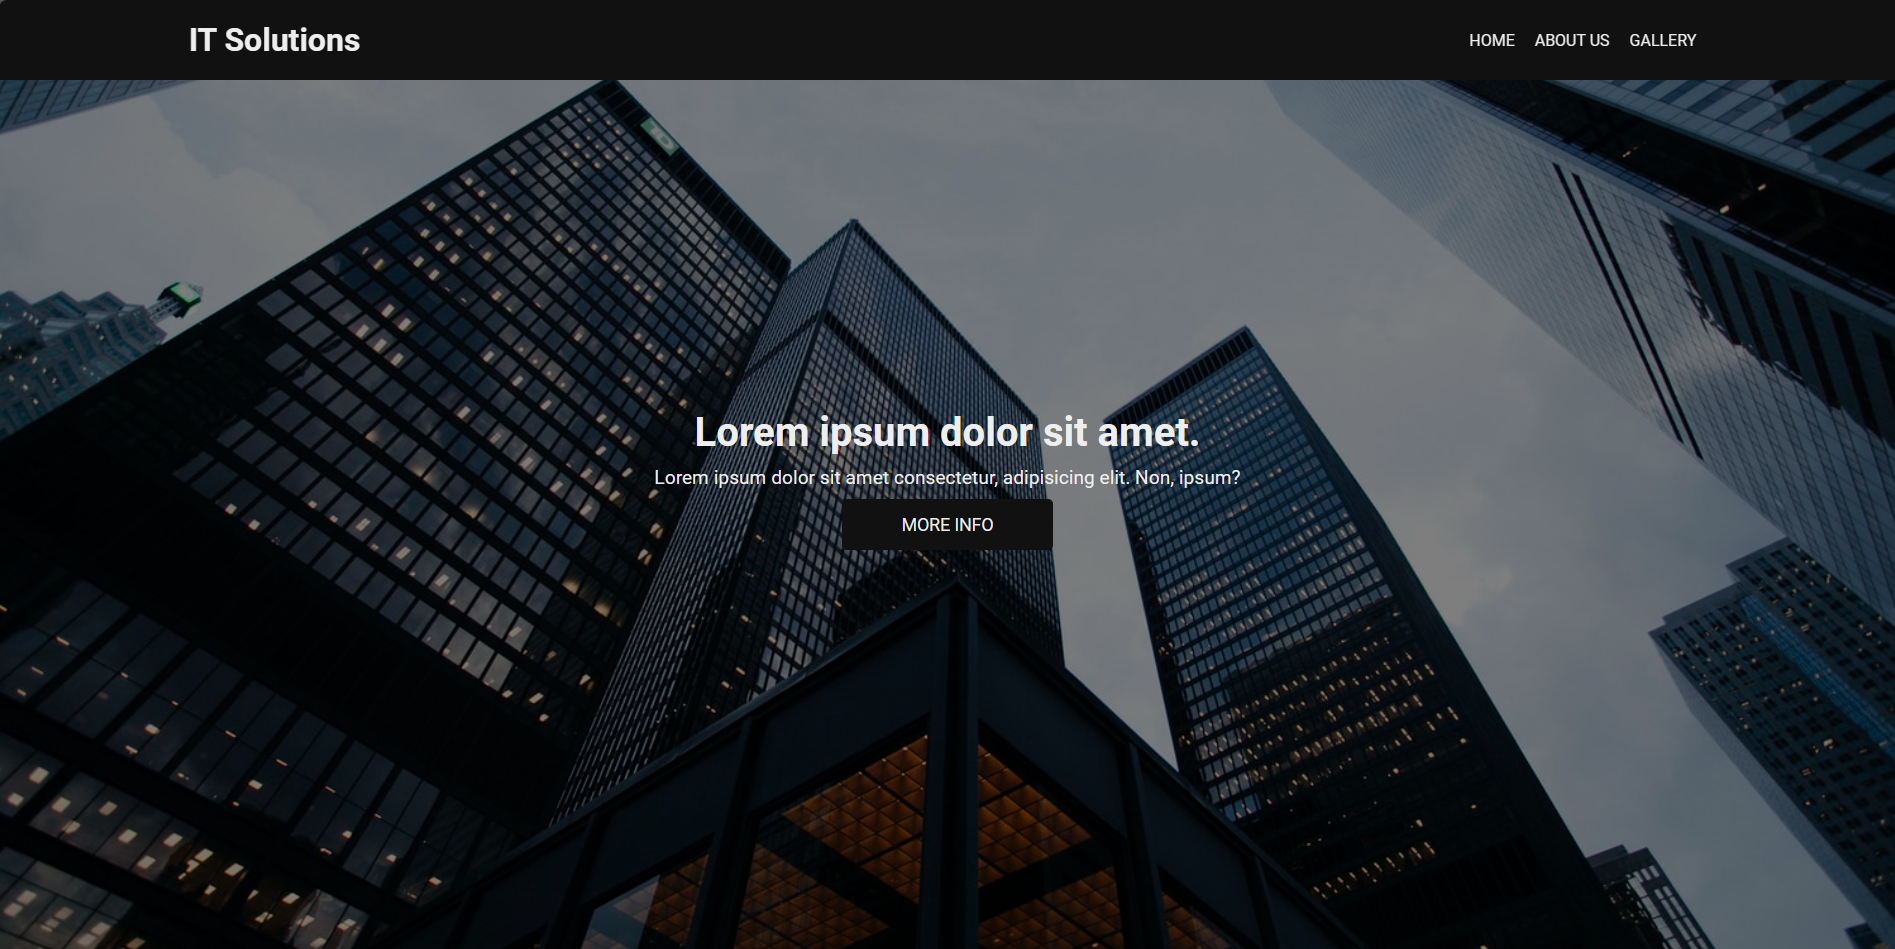 IT Solutions
HOME ABOUT US GALLERY
Lorem ipsum dolor sit amet.
Lorem ipsum dolor sit amet consectetur, adipisicing elit. Non, ipsum?
MORE INFO